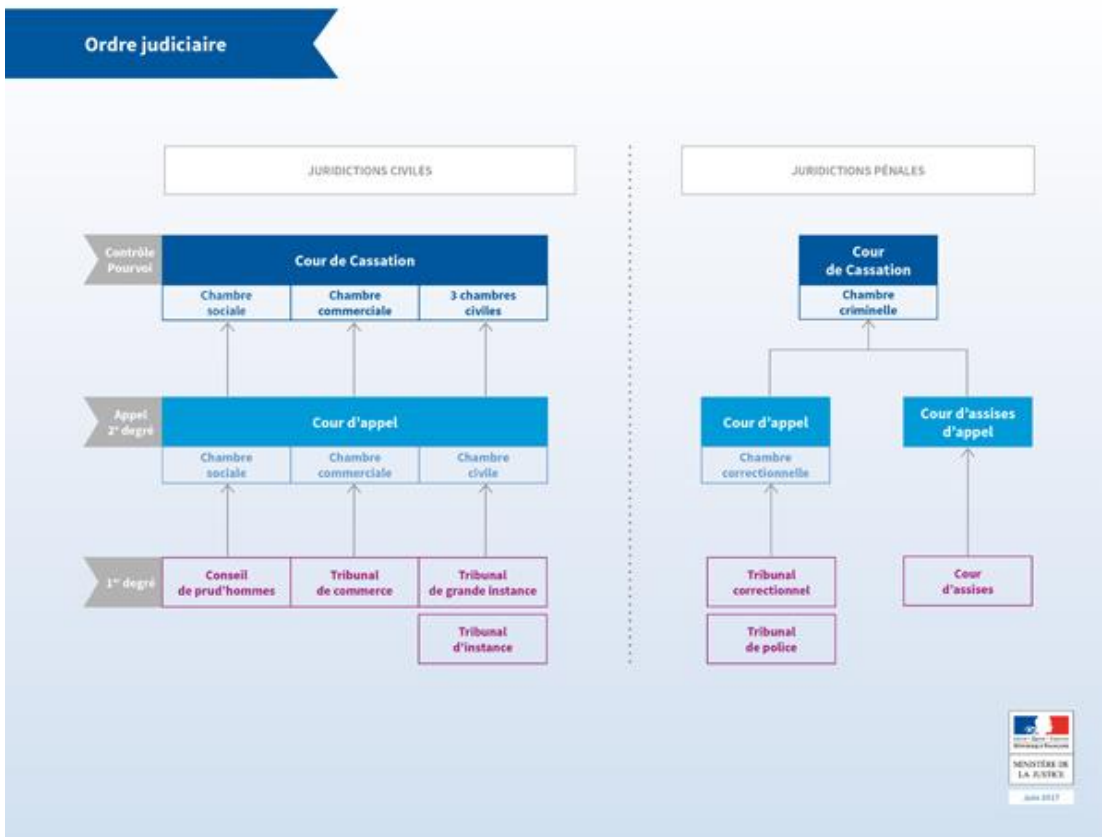 Ordre judiciaire
JURIDICTIONS CIVILES
JURIDICTIONS PÉNALES
Contrôle
Pourvoi
Cour de Cassation
Chambre
sociale
Chambre
commerciale
3 chambres
civiles
Cour
de Cassation
Chambre
criminelle
Appel
2e degré
Cour d'appel
Chambre
sociale
Chambre
commerciale
Chambre
civile
Cour d'appel
Chambre
correctionnelle
Cour d'assises
d'appel
1er degré
Conseil
de prud'hommes
Tribunal
de commerce
Tribunal
de grande instance
Tribunal
d'instance
Tribunal
correctionnel
Tribunal
de police
Cour
d'assises
MINISTÈRE DE
LA JUSTICE
Juin 2017